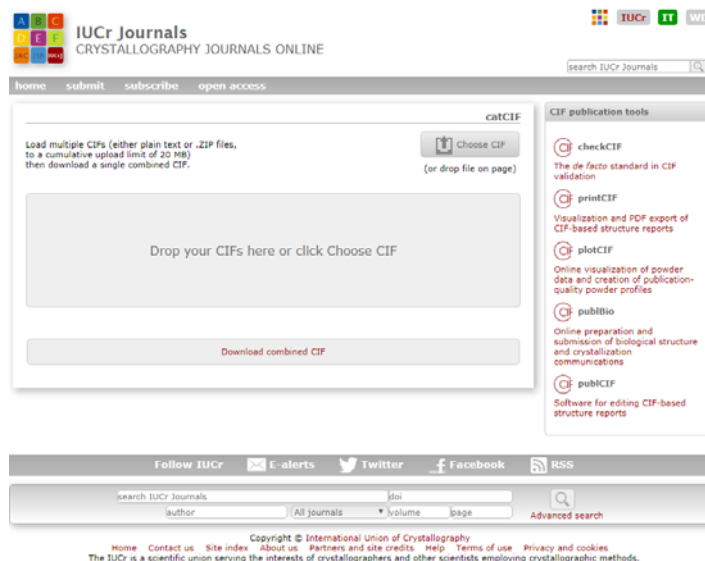 A B C
D E F
JAC JSR IUCrJ
IUCr Journals
CRYSTALLOGRAPHY JOURNALS ONLINE
IUCr IT
search IUCr Journals
home submit subscribe open access
catCIF
Load multiple CIFs (either plain text or .ZIP files,
to a cumulative upload limit of 20 MB)
then download a single combined CIF.
Choose CIF
(or drop file on page)
Drop your CIFs here or click Choose CIF
Download combined CIF
CIF publication tools
CIF checkCIF
The de facto standard in CIF
validation
CIF printCIF
Visualization and PDF export of
CIF-based structure reports
CIF plotCIF
Online visualization of powder
data and creation of publication-
quality powder profiles
CIF publBio
Online preparation and
submission of biological structure
and crystallization
communications
CIF publCIF
Software for editing CIF-based
structure reports
Follow IUCr E-alerts Twitter Facebook RSS
search IUCr Journals doi
author All journals volume page
Advanced search
Copyright © International Union of Crystallography
Home Contact us Site index About us Partners and site credits Help Terms of use Privacy and cookies
The IUCr is a scientific union serving the interests of crystallographers and other scientists employing crystallographic methods.